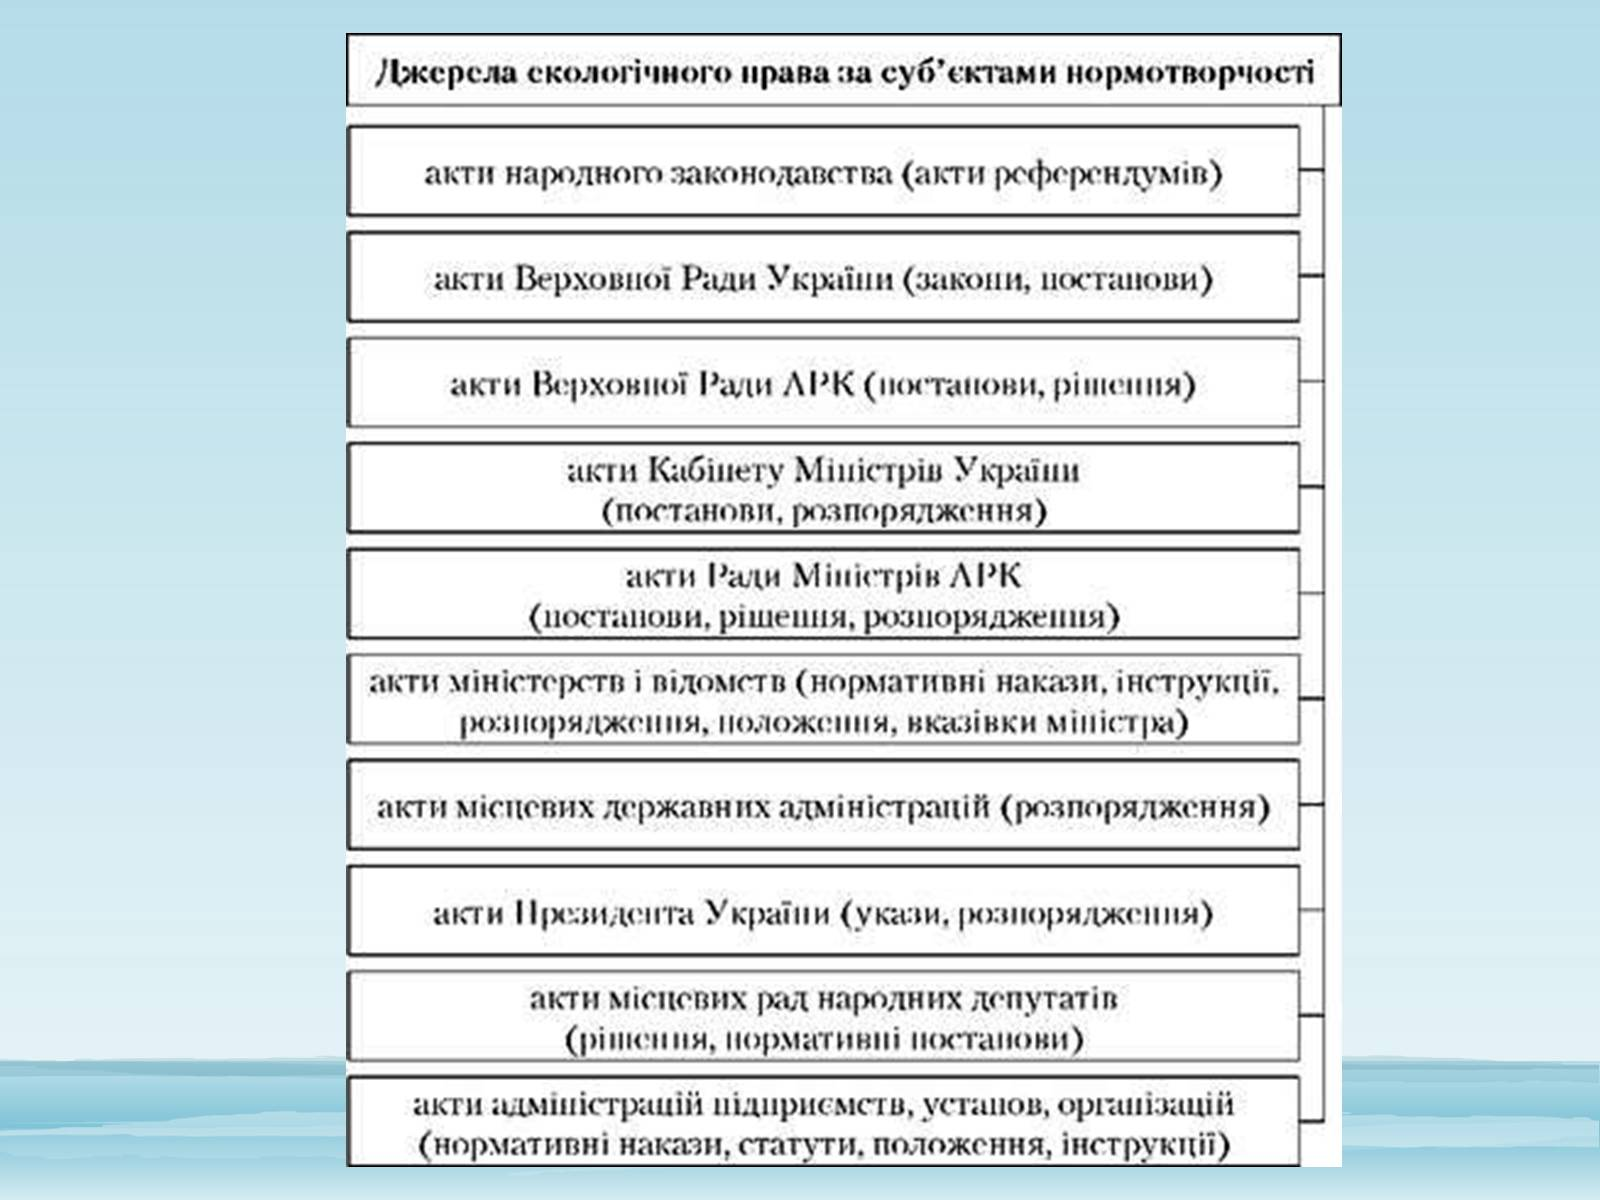 Джерела екологічного права за суб’єктами нормотворчості
акти народного законодавства (акти референдумів)
акти Верховної Ради України (закони, постанови)
акти Верховної Ради АРК (постанови, рішення)
акти Кабінету Міністрів України
(постанови, розпорядження)
акти Ради Міністрів АРК
(постанови, рішення, розпорядження)
акти міністерств і відомств (нормативні накази, інструкції,
розпорядження, положення, вказівки міністра)
акти місцевих державних адміністрацій (розпорядження)
акти Президента України (укази, розпорядження)
акти місцевих рад народних депутатів
(рішення, нормативні постанови)
акти адміністрацій підприємств, установ, організацій
(нормативні накази, статути, положення, інструкції)